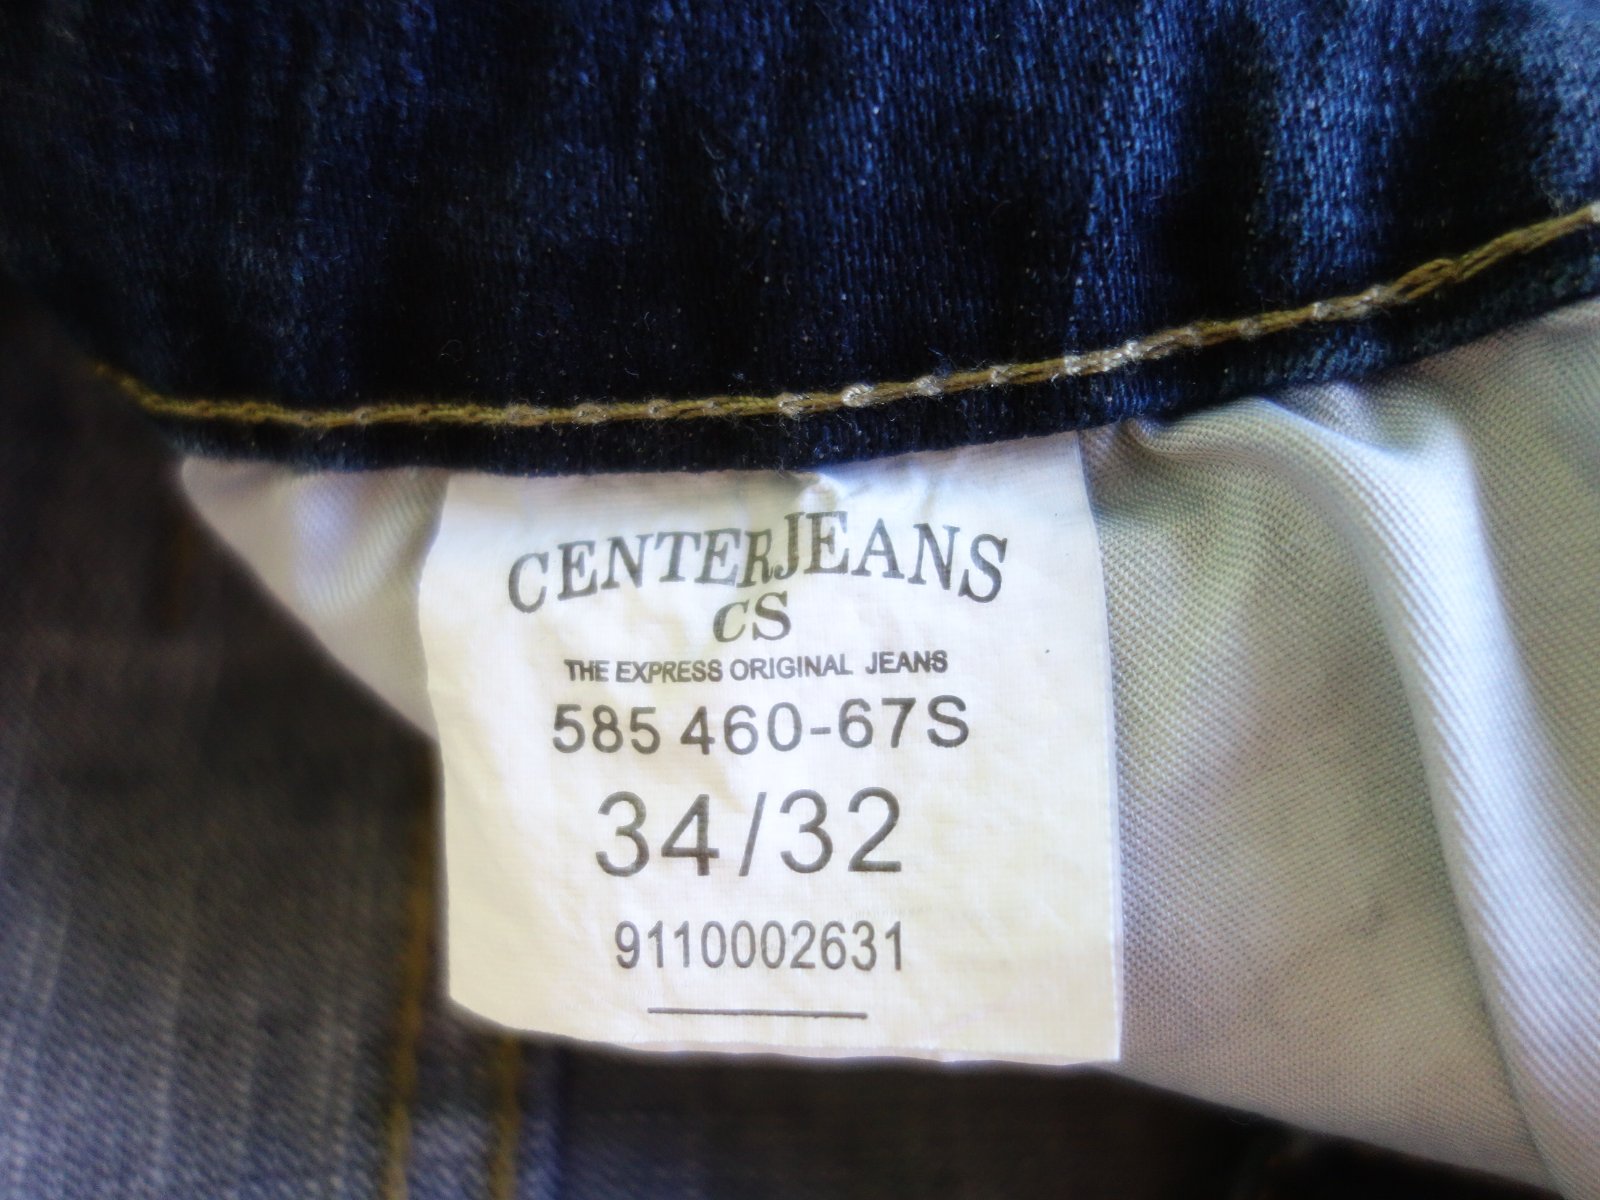 CENTERJEANS
CS
THE EXPRESS ORIGINAL JEANS
585 460-67S
34/32
9110002631